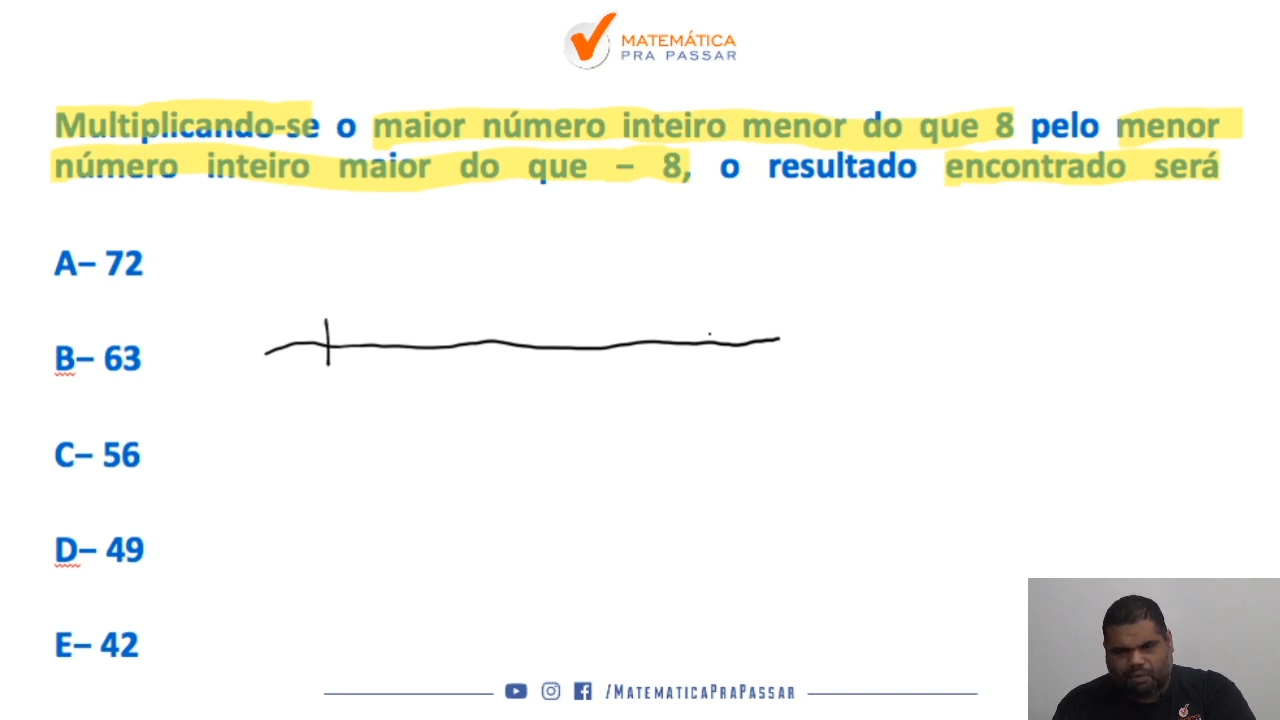 MATEMÁTICA
PRA PASSAR
Multiplicando-se o maior número inteiro menor do que 8 pelo menor
número inteiro maior do que – 8, o resultado encontrado será
A– 72
B– 63
C– 56
D– 49
E– 42
/MATEMATICAPRAPASSAR